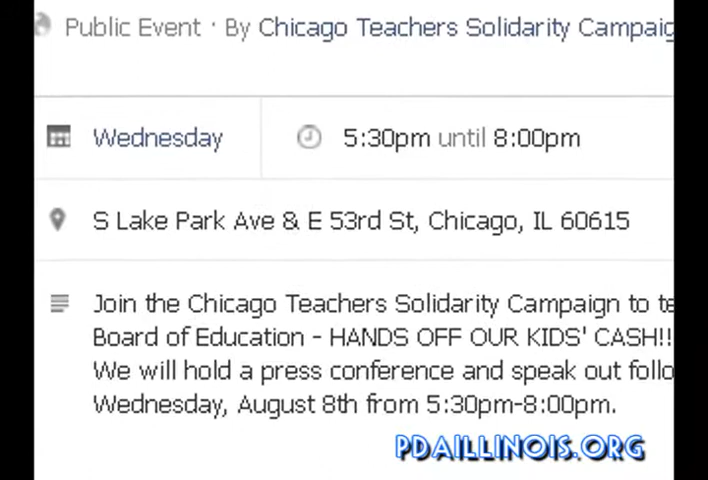 Public Event · By Chicago Teachers Solidarity Campaig
Wednesday
5:30pm until 8:00pm
S Lake Park Ave & E 53rd St, Chicago, IL 60615
Join the Chicago Teachers Solidarity Campaign to te
Board of Education - HANDS OFF OUR KIDS' CASH!!
We will hold a press conference and speak out follo
Wednesday, August 8th from 5:30pm-8:00pm.
PDAILLINOIS.ORG